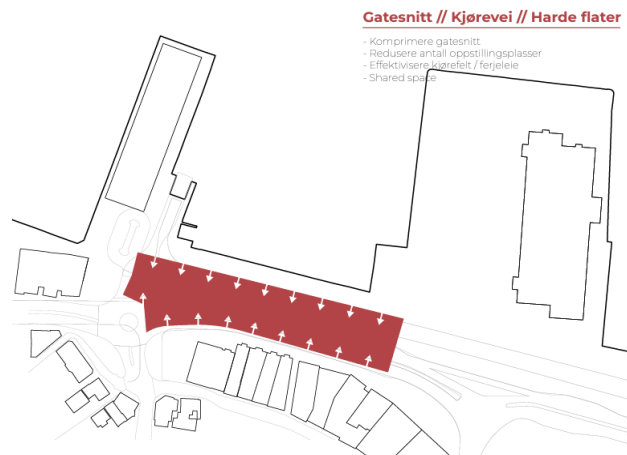 Gatesnitt // Kjørevei // Harde flater
- Komprimere gatesnitt
- Redusere antall oppstillingsplasser
- Effektivisere kjørefelt / ferjeleie
- Shared space